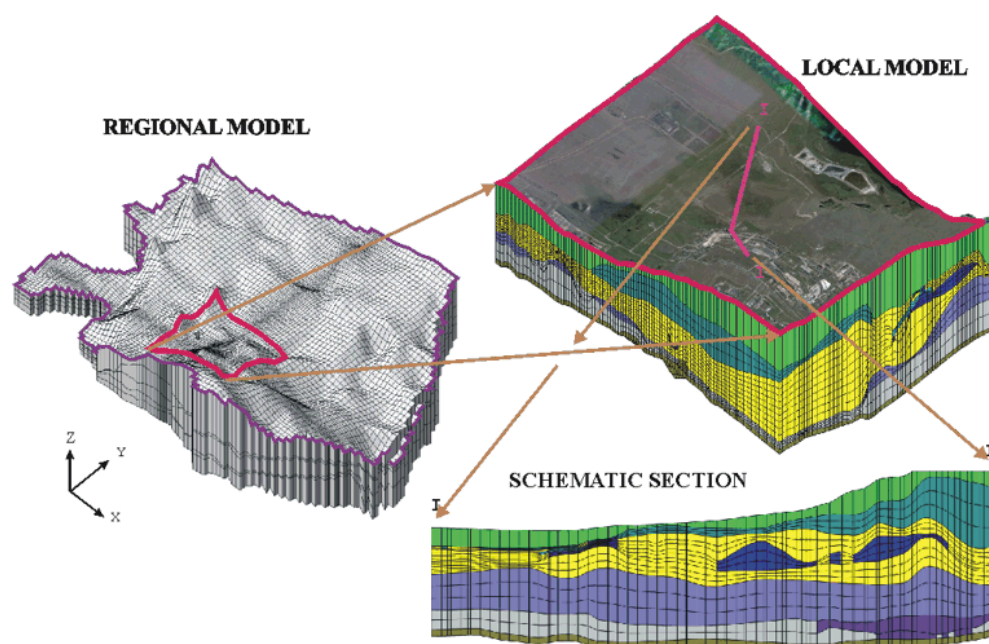 LOCAL MODEL
REGIONAL MODEL
I
I
Z
Y
X
SCHEMATIC SECTION
I
I